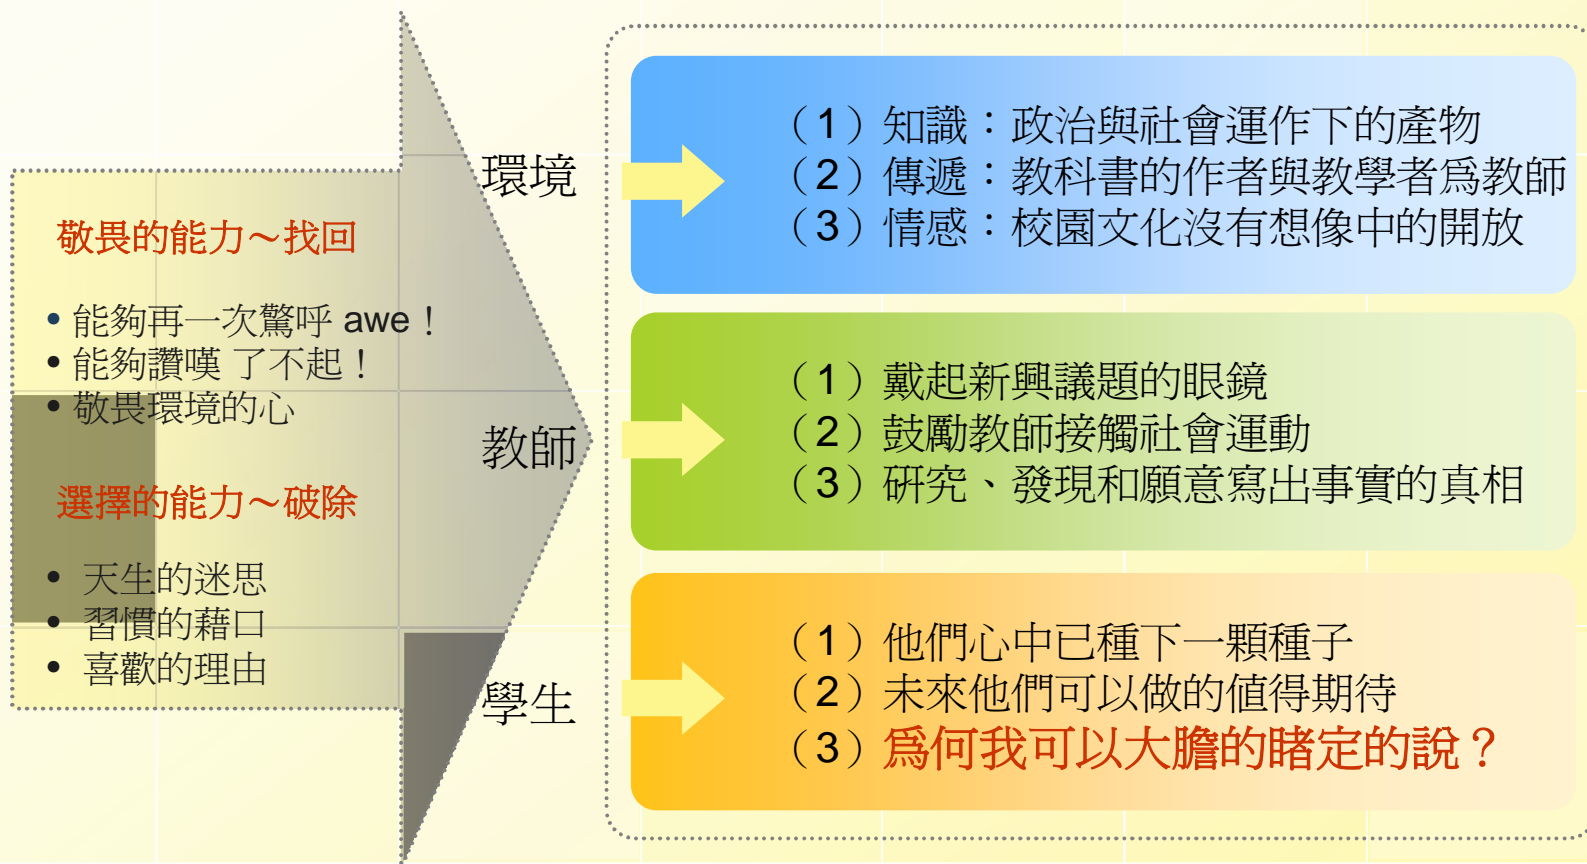 敬畏的能力～找回
• 能夠再一次驚呼 awe！
• 能夠讚嘆 了不起！
• 敬畏環境的心
選擇的能力～破除
• 天生的迷思
• 習慣的藉口
• 喜歡的理由
環境
（1）知識：政治與社會運作下的產物
（2）傳遞：教科書的作者與教學者為教師
（3）情感：校園文化沒有想像中的開放
教師
（1）戴起新興議題的眼鏡
（2）鼓勵教師接觸社會運動
（3）研究、發現和願意寫出事實的真相
學生
（1）他們心中已種下一顆種子
（2）未來他們可以做的值得期待
（3）為何我可以大膽的睹定的說？